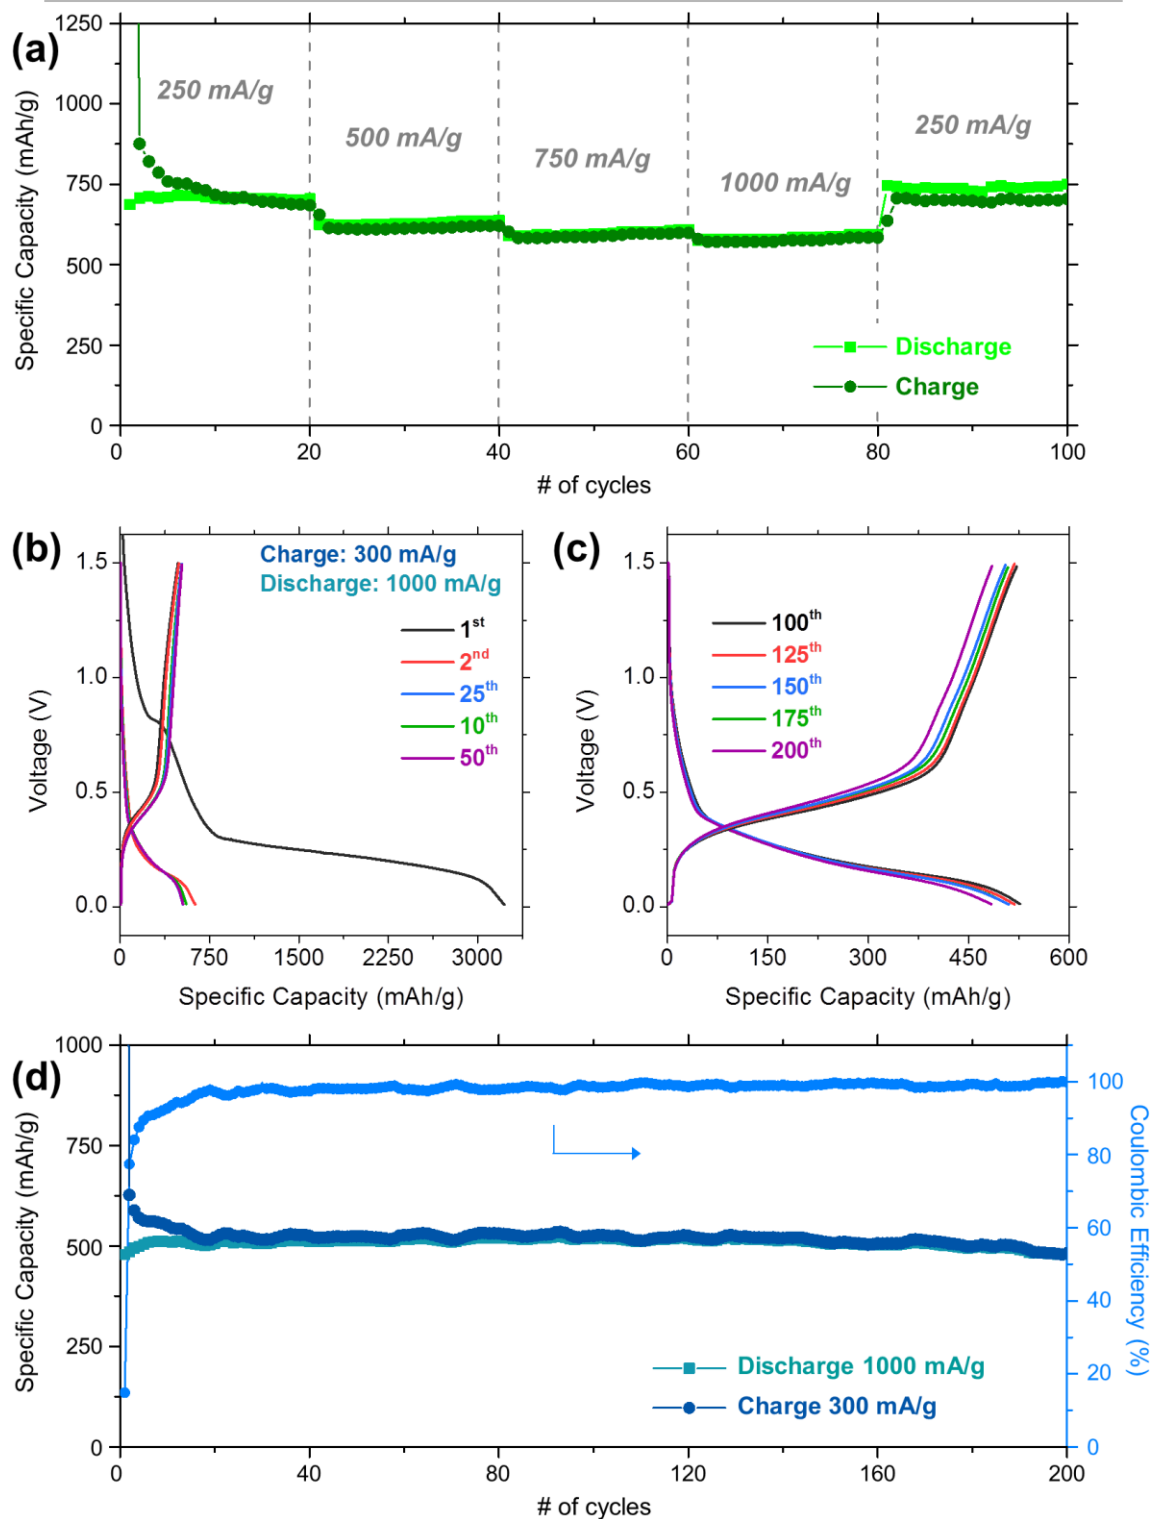 (a)
Specific Capacity (mAh/g)
1250
1000
750
500
250
0
250 mA/g
500 mA/g
750 mA/g
1000 mA/g
250 mA/g
Discharge
Charge
0 20 40 60 80 100
# of cycles
(b)
Voltage (V)
1.5
1.0
0.5
0.0
Charge: 300 mA/g
Discharge: 1000 mA/g
1st
2nd
25th
10th
50th
0 750 1500 2250 3000
Specific Capacity (mAh/g)
(c)
Voltage (V)
1.5
1.0
0.5
0.0
100th
125th
150th
175th
200th
0 150 300 450 600
Specific Capacity (mAh/g)
(d)
Specific Capacity (mAh/g)
1000
750
500
250
0
Discharge 1000 mA/g
Charge 300 mA/g
100
80
60
40
20
0
Coulombic Efficiency (%)
0 40 80 120 160 200
# of cycles